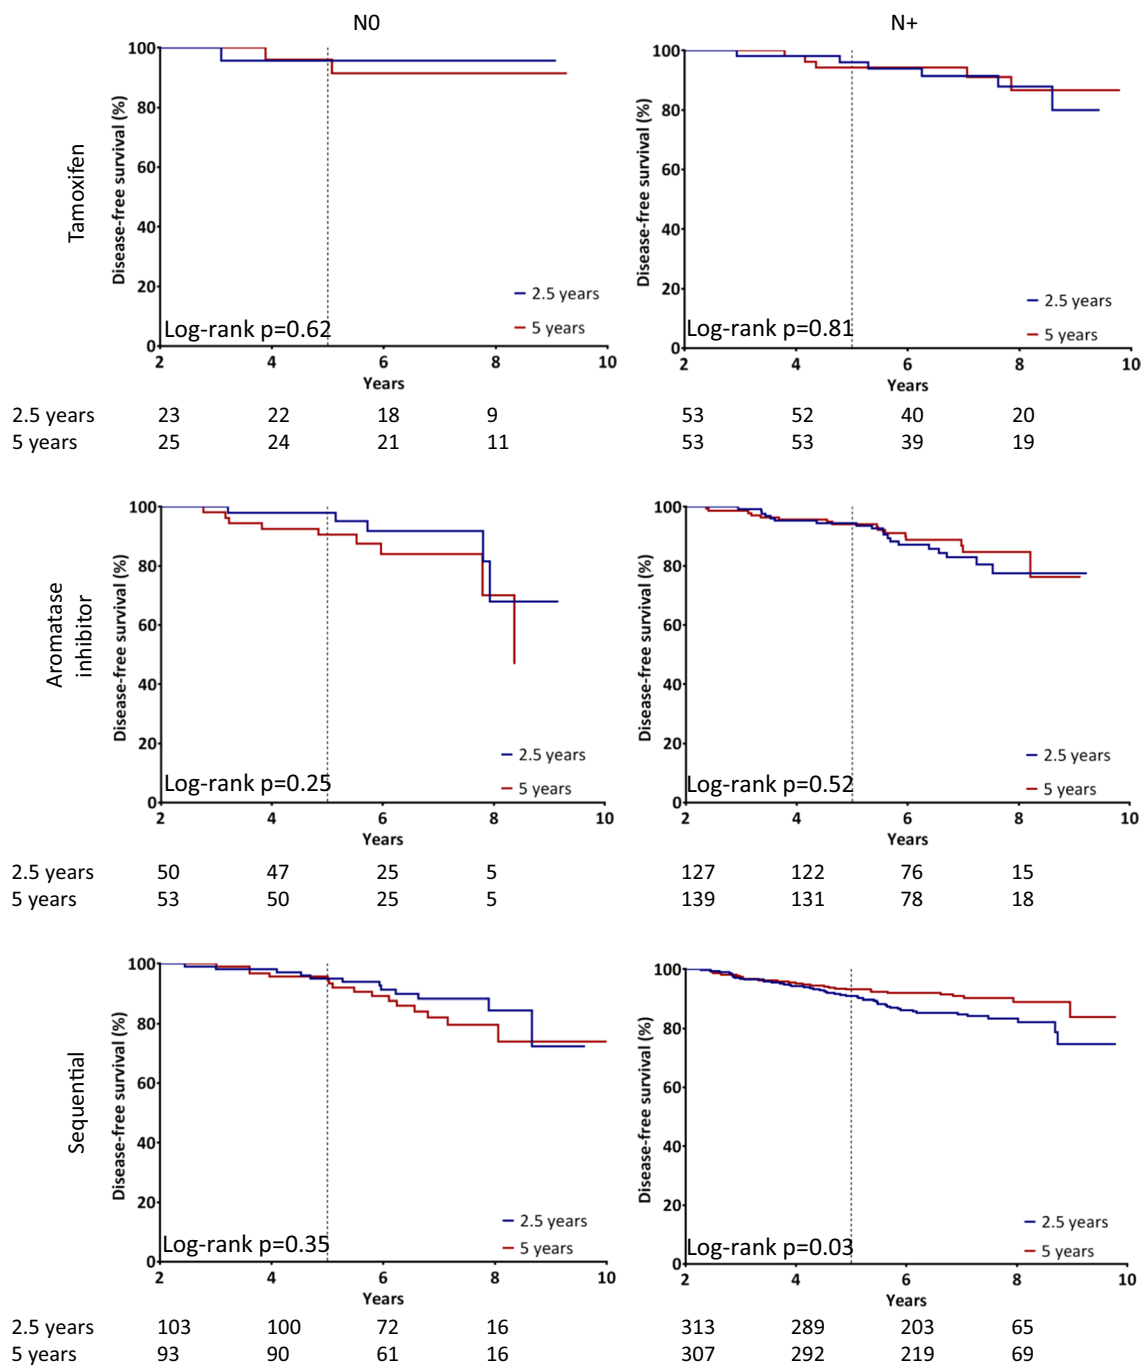 N0
N+
Tamoxifen
Disease-free survival (%)
100
80
60
40
20
0
Log-rank p=0.62
2.5 years
5 years
2 4 6 8 10
Years
Disease-free survival (%)
100
80
60
40
20
0
Log-rank p=0.81
2.5 years
5 years
2 4 6 8 10
Years
2.5 years 23 22 18 9 53 52 40 20
5 years 25 24 21 11 53 53 39 19
Aromatase
inhibitor
Disease-free survival (%)
100
80
60
40
20
0
Log-rank p=0.25
2.5 years
5 years
2 4 6 8 10
Years
Disease-free survival (%)
100
80
60
40
20
0
Log-rank p=0.52
2.5 years
5 years
2 4 6 8 10
Years
2.5 years 50 47 25 5 127 122 76 15
5 years 53 50 25 5 139 131 78 18
Sequential
Disease-free survival (%)
100
80
60
40
20
0
Log-rank p=0.35
2.5 years
5 years
2 4 6 8 10
Years
Disease-free survival (%)
100
80
60
40
20
0
Log-rank p=0.03
2.5 years
5 years
2 4 6 8 10
Years
2.5 years 103 100 72 16 313 289 203 65
5 years 93 90 61 16 307 292 219 69